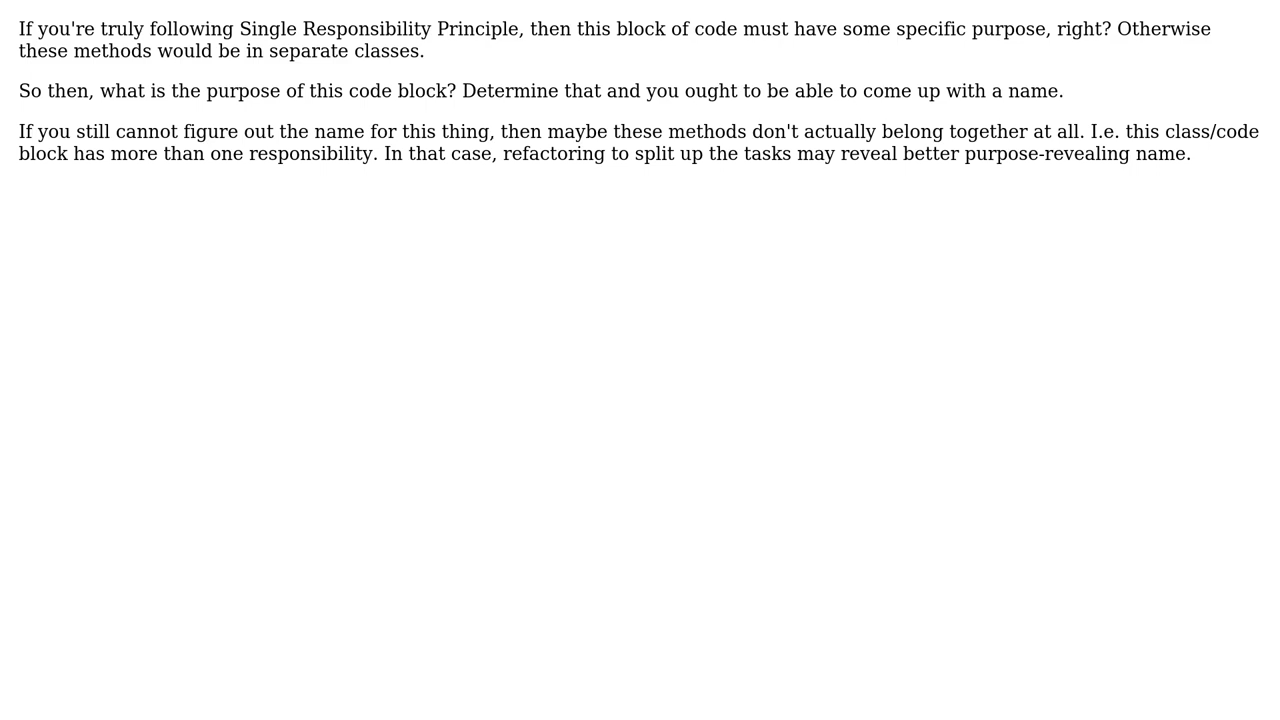 If you're truly following Single Responsibility Principle, then this block of code must have some specific purpose, right? Otherwise
these methods would be in separate classes.
So then, what is the purpose of this code block? Determine that and you ought to be able to come up with a name.
If you still cannot figure out the name for this thing, then maybe these methods don't actually belong together at all. I.e. this class/code
block has more than one responsibility. In that case, refactoring to split up the tasks may reveal better purpose-revealing name.